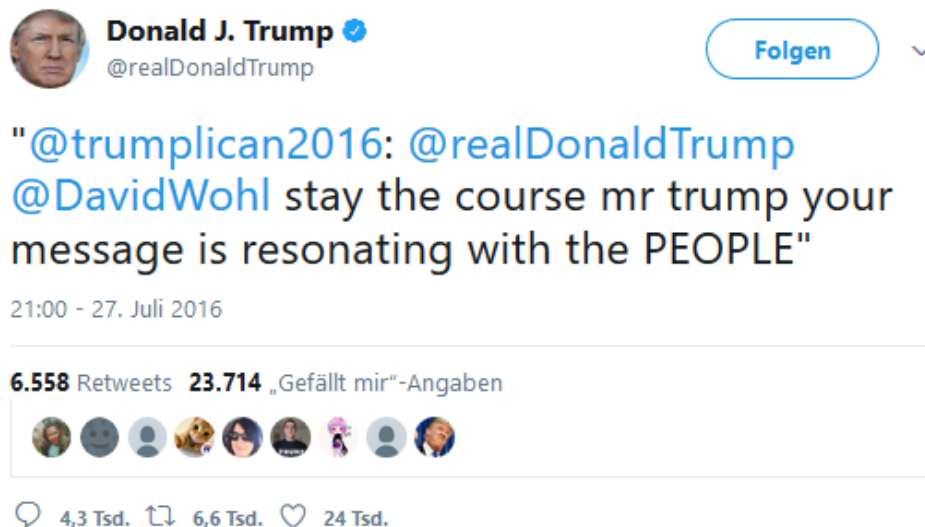 Donald J. Trump
@realDonaldTrump
Folgen
"@trumplican2016: @realDonaldTrump
@DavidWohl stay the course mr trump your
message is resonating with the PEOPLE"
21:00 - 27. Juli 2016
6.558 Retweets 23.714 „Gefällt mir“-Angaben
4,3 Tsd. 6,6 Tsd. 24 Tsd.